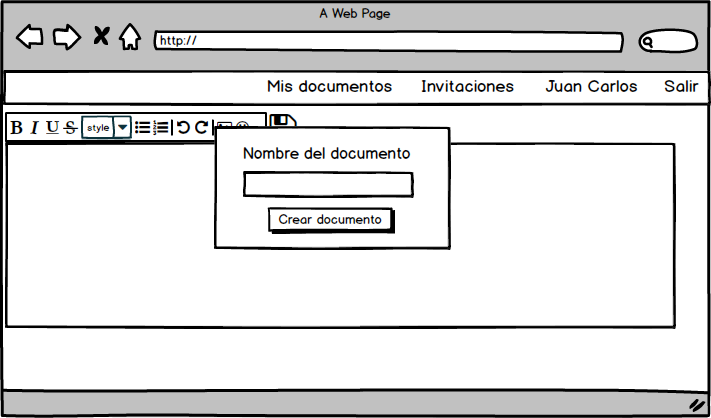 A Web Page
http://
Mis documentos Invitaciones Juan Carlos Salir
B I U S style
Nombre del documento
Crear documento